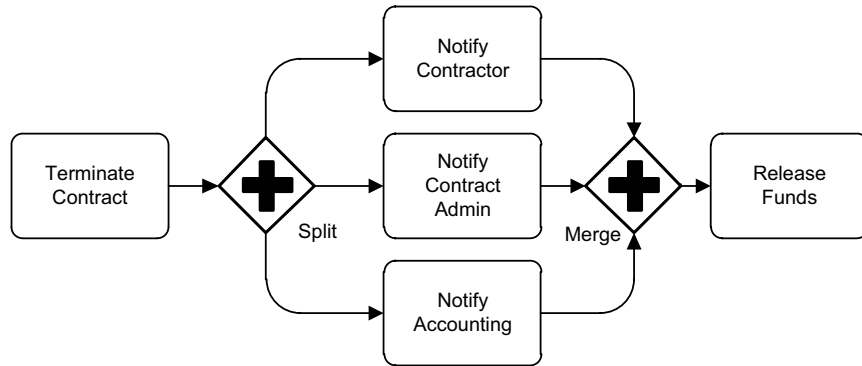 Terminate
Contract
Split
Notify
Contractor
Notify
Contract
Admin
Notify
Accounting
Merge
Release
Funds